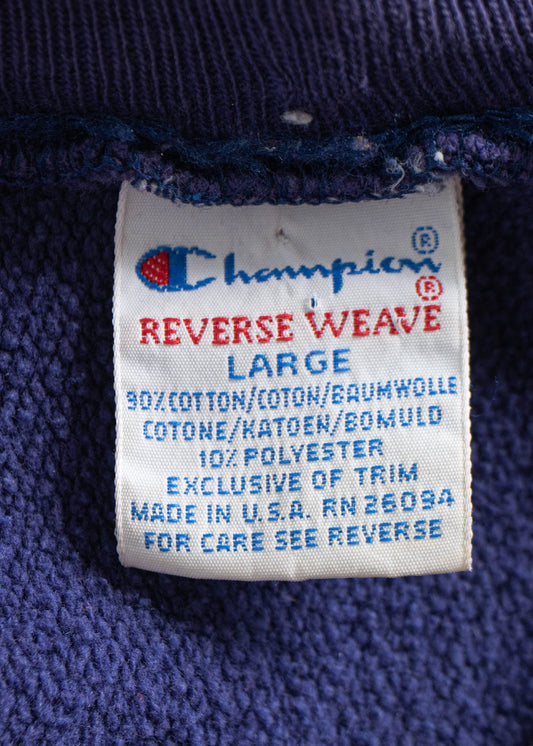 Champion®
REVERSE WEAVE®
LARGE
90% COTTON/COTON/BAUMWOLLE
COTONE/KATOEN/BOMULD
10% POLYESTER
EXCLUSIVE OF TRIM
MADE IN U.S.A. RN 26094
FOR CARE SEE REVERSE